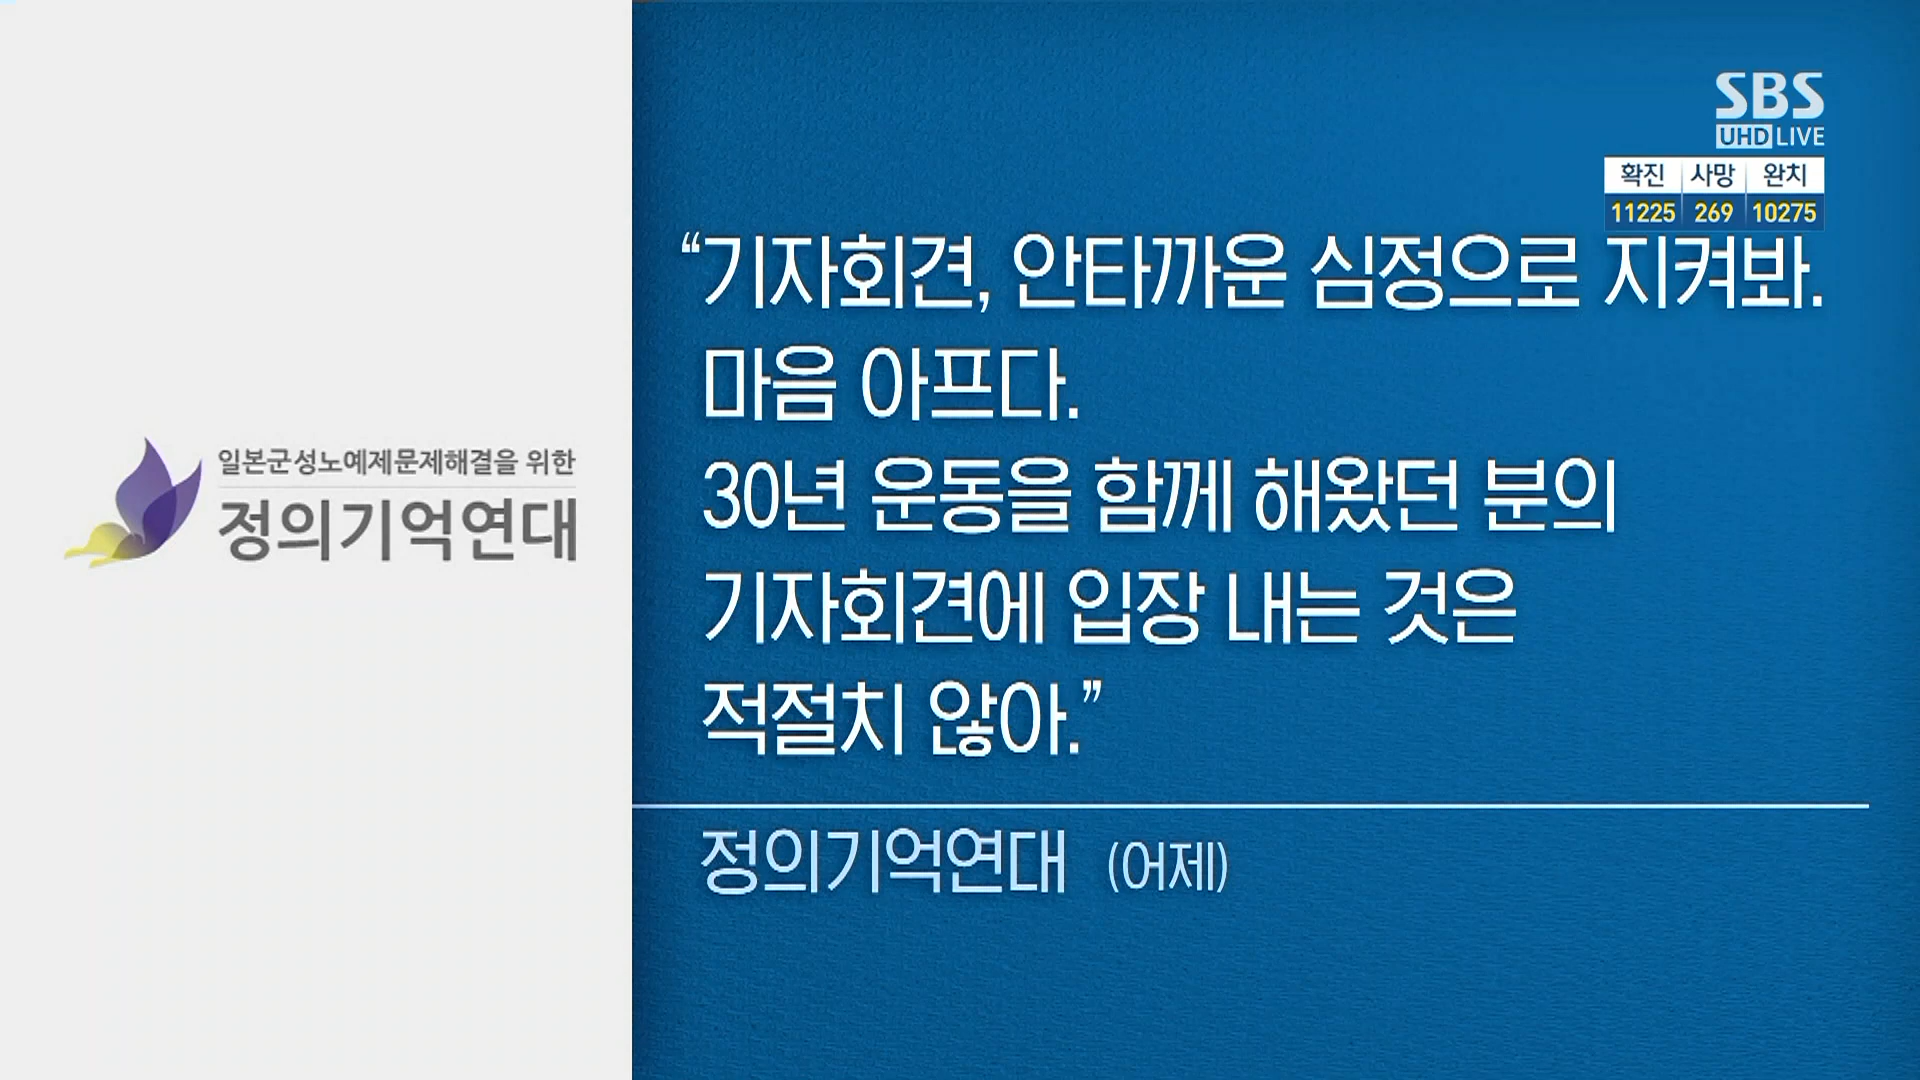 SBS
UHD LIVE
확진 사망 완치
11225 269 10275
“기자회견, 안타까운 심정으로 지켜봐.
마음 아프다.
30년 운동을 함께 해왔던 분의
기자회견에 입장 내는 것은
적절치 않아.”
정의기억연대 (어제)
일본군성노예제문제해결을 위한
정의기억연대